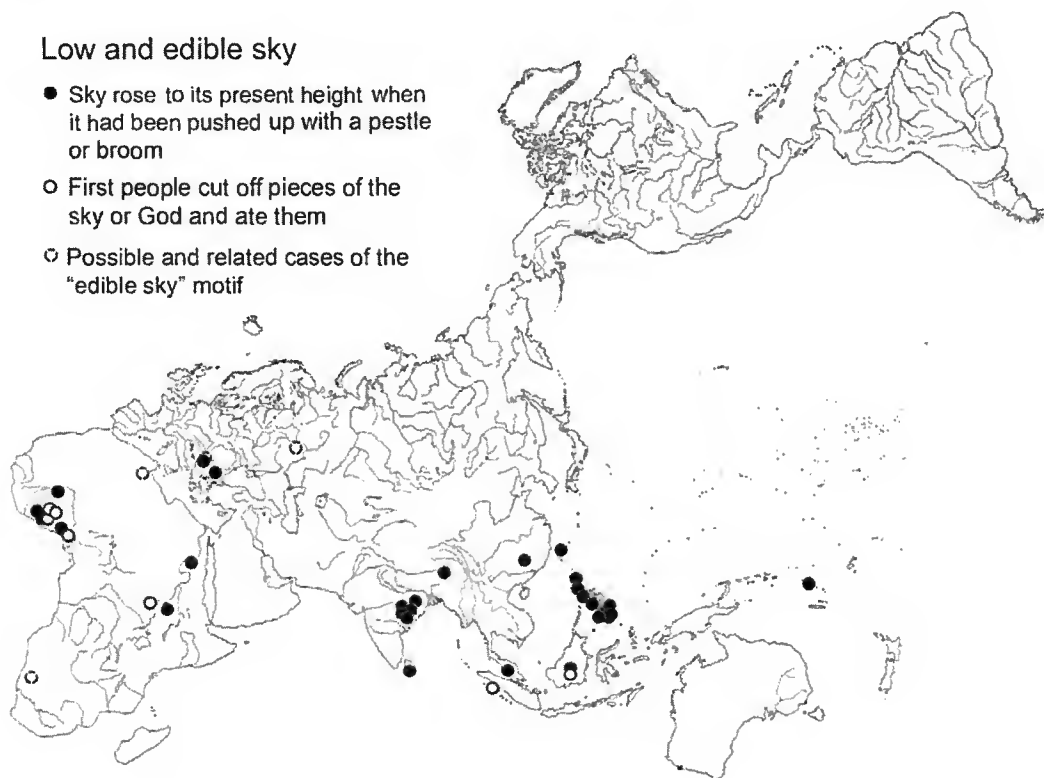 Low and edible sky
Sky rose to its present height when
it had been pushed up with a pestle
or broom
First people cut off pieces of the
sky or God and ate them
Possible and related cases of the
“edible sky” motif